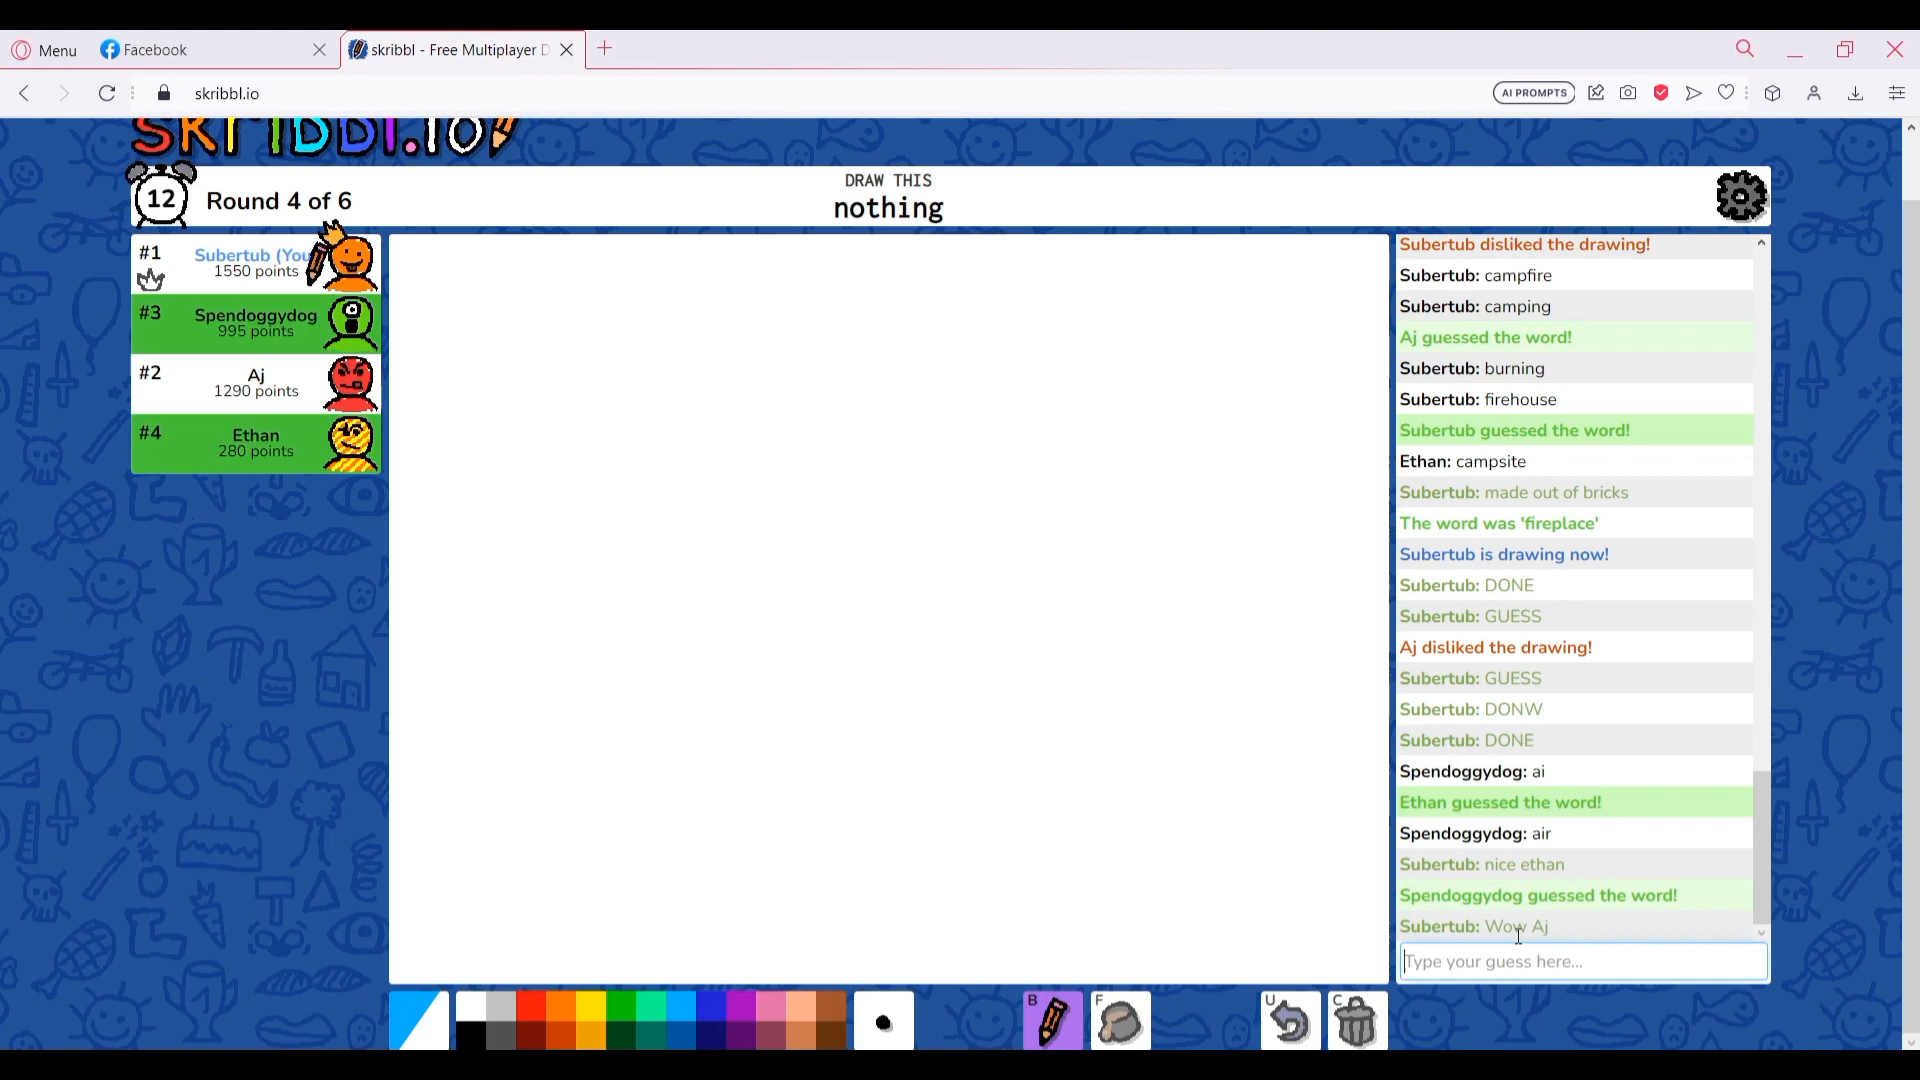 Menu
Facebook
skribbl - Free Multiplayer D
skribbl.io
AI PROMPTS
SKRIBBL.IO
12
Round 4 of 6
DRAW THIS
nothing
#1
Subertub (You
1550 points
#3
Spendoggydog
995 points
#2
Aj
1290 points
#4
Ethan
280 points
Subertub disliked the drawing!
Subertub: campfire
Subertub: camping
Aj guessed the word!
Subertub: burning
Subertub: firehouse
Subertub guessed the word!
Ethan: campsite
Subertub: made out of bricks
The word was 'fireplace'
Subertub is drawing now!
Subertub: DONE
Subertub: GUESS
Aj disliked the drawing!
Subertub: GUESS
Subertub: DONW
Subertub: DONE
Spendoggydog: ai
Ethan guessed the word!
Spendoggydog: air
Subertub: nice ethan
Spendoggydog guessed the word!
Subertub: Wow Aj
Type your guess here...
B
F
U
C